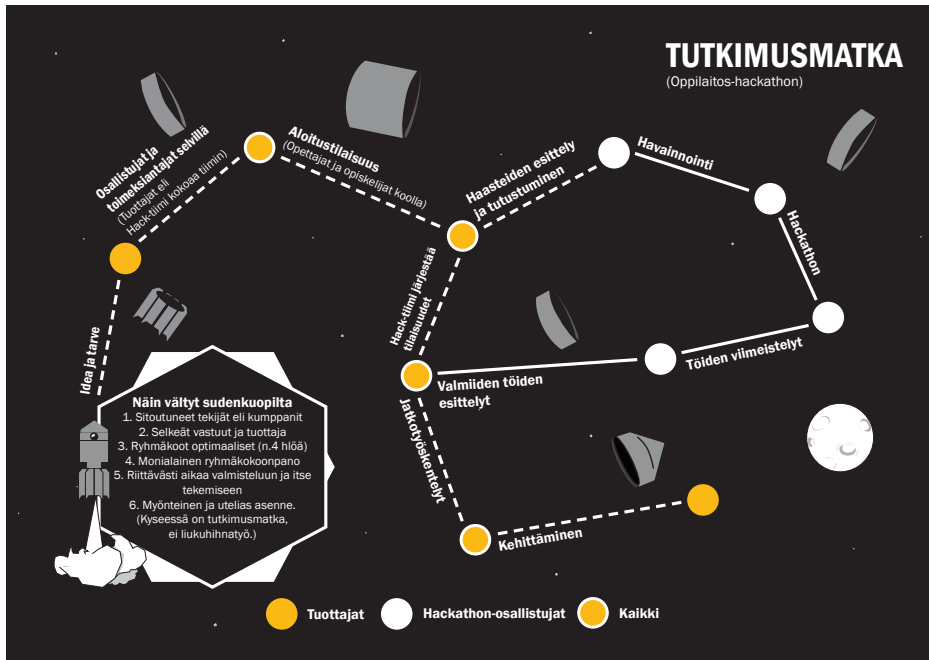 TUTKIMUSMATKA
(Oppilaitos-hackathon)
Idea ja tarve
Osallistujat ja
toimeksiantajat selvillä
(Tuottajat eli
Hack-tiimi kokoaa tiimin)
Aloitustilaisuus
(Opettajat ja opiskelijat koolla)
Haasteiden esittely
ja tutustuminen
Havainnointi
Hackathon
Töiden viimeistelyt
Valmiiden töiden
esittelyt
Hack-tiimi järjestää
tilaisuudet
Jatkotyöskentelyt
Kehittäminen
Näin vältyt sudenkuopilta
1. Sitoutuneet tekijät eli kumppanit
2. Selkeät vastuut ja tuottaja
3. Ryhmäkoot optimaaliset (n.4 hlöä)
4. Monialainen ryhmäkokoonpano
5. Riittävästi aikaa valmisteluun ja itse
tekemiseen
6. Myönteinen ja utelias asenne.
(Kyseessä on tutkimusmatka,
ei liukuhihnatyö.)
Tuottajat
Hackathon-osallistujat
Kaikki